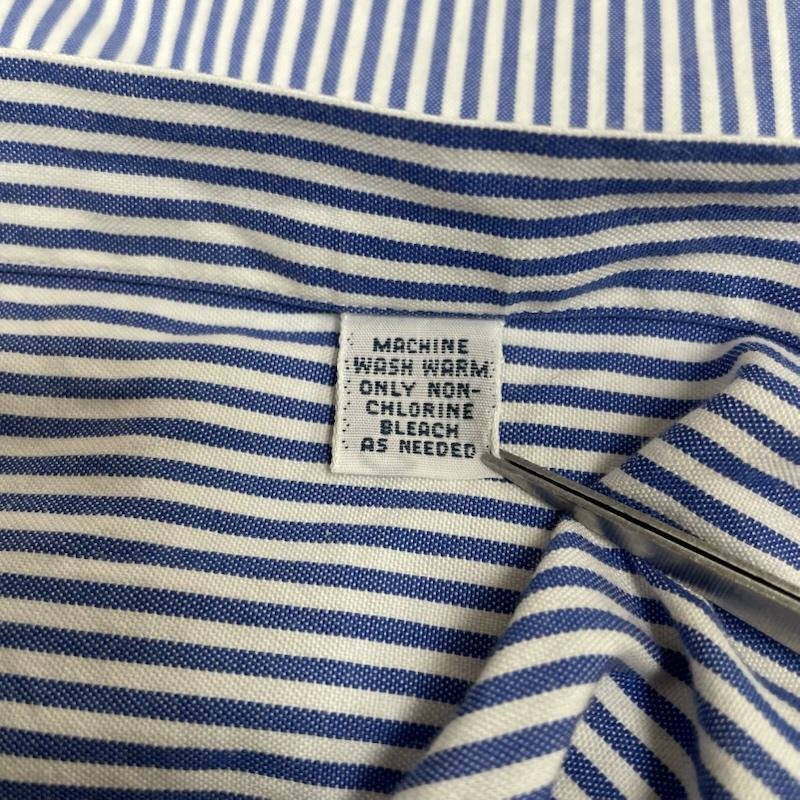 MACHINE
WASH WARM
ONLY NON-
CHLORINE
BLEACH
AS NEEDED